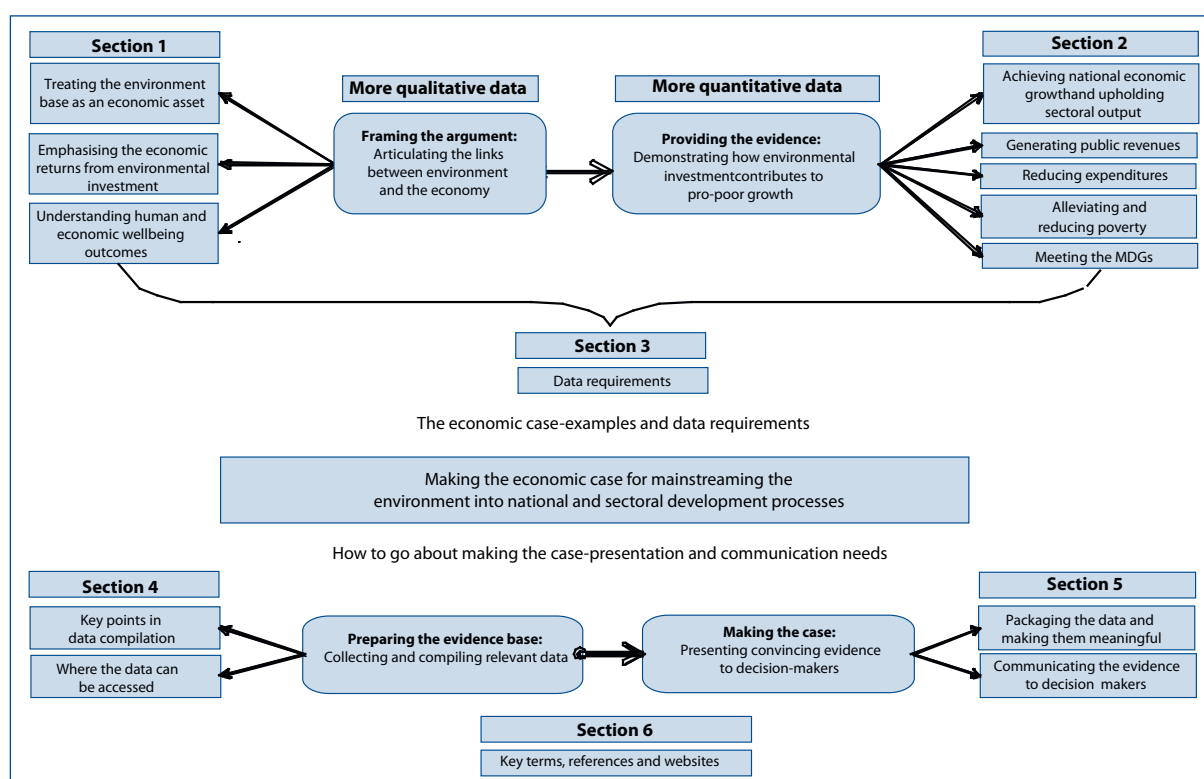 Section 1
Treating the environment
base as an economic asset
Emphasising the economic
returns from environmental
investment
Understanding human and
economic wellbeing
outcomes
More qualitative data
Framing the argument:
Articulating the links
between environment
and the economy
More quantitative data
Providing the evidence:
Demonstrating how environmental
investmentcontributes to
pro-poor growth
Section 2
Achieving national economic
growthand upholding
sectoral output
Generating public revenues
Reducing expenditures
Alleviating and
reducing poverty
Meeting the MDGs
Section 3
Data requirements
The economic case-examples and data requirements
Making the economic case for mainstreaming the
environment into national and sectoral development processes
How to go about making the case-presentation and communication needs
Section 4
Key points in
data compilation
Where the data can
be accessed
Preparing the evidence base:
Collecting and compiling relevant data
Making the case:
Presenting convincing evidence
to decision-makers
Section 5
Packaging the data and
making them meaningful
Communicating the evidence
to decision makers
Section 6
Key terms, references and websites